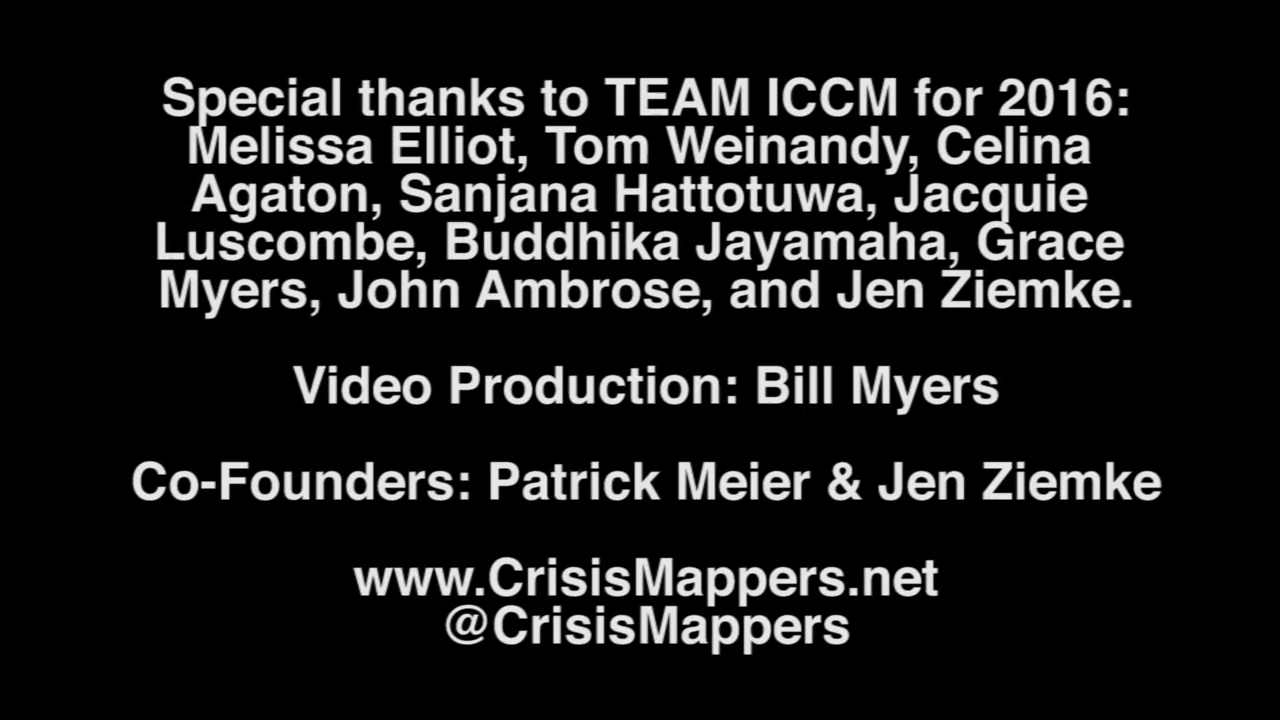 Special thanks to TEAM ICCM for 2016:
Melissa Elliot, Tom Weinandy, Celina
Agaton, Sanjana Hattotuwa, Jacquie
Luscombe, Buddhika Jayamaha, Grace
Myers, John Ambrose, and Jen Ziemke.
Video Production: Bill Myers
Co-Founders: Patrick Meier & Jen Ziemke
www.CrisisMappers.net
@CrisisMappers